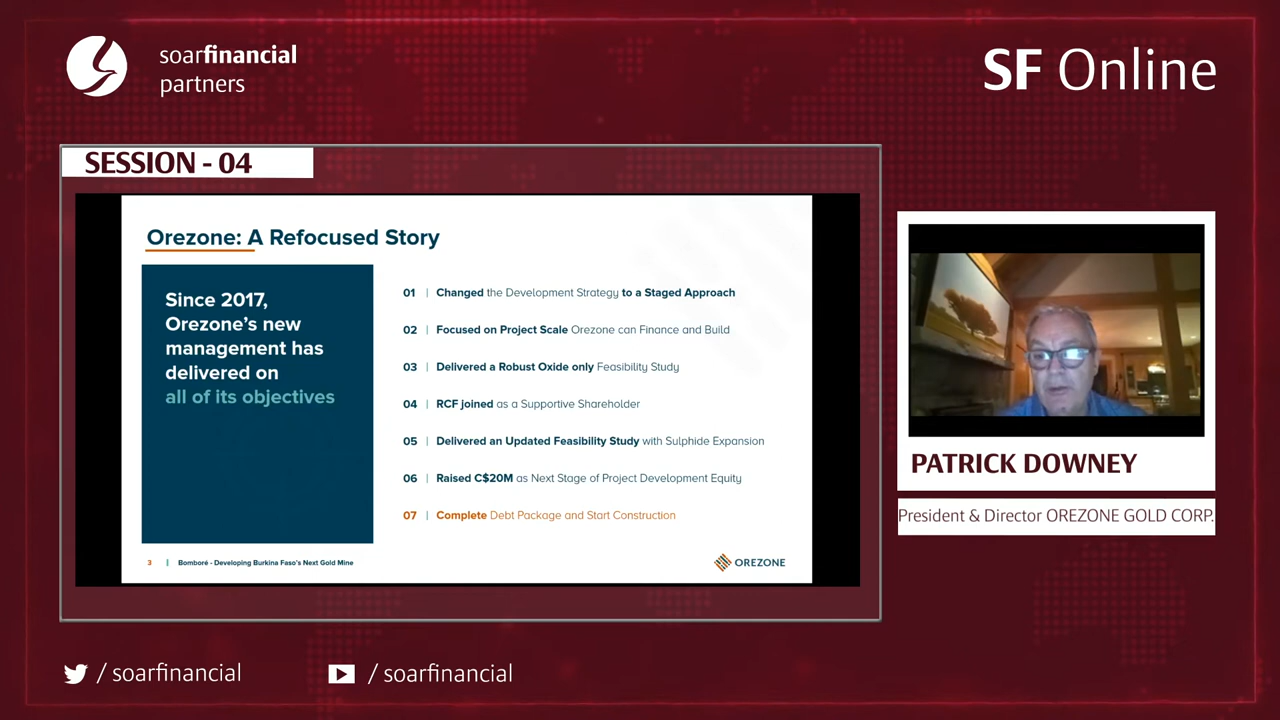 soarfinancial
partners
SF Online
SESSION - 04
Orezone: A Refocused Story
Since 2017,
Orezone's new
management has
delivered on
all of its objectives
01 | Changed the Development Strategy to a Staged Approach
02 | Focused on Project Scale Orezone can Finance and Build
03 | Delivered a Robust Oxide only Feasibility Study
04 | RCF joined as a Supportive Shareholder
05 | Delivered an Updated Feasibility Study with Sulphide Expansion
06 | Raised C$20M as Next Stage of Project Development Equity
07 | Complete Debt Package and Start Construction
3 | Bomboré - Developing Burkina Faso's Next Gold Mine
OREZONE
PATRICK DOWNEY
President & Director OREZONE GOLD CORP.
/ soarfinancial
/ soarfinancial